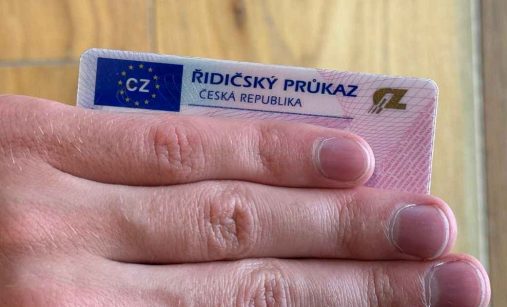 CZ
ŘIDIČSKÝ PRŮKAZ
ČESKÁ REPUBLIKA
CZ